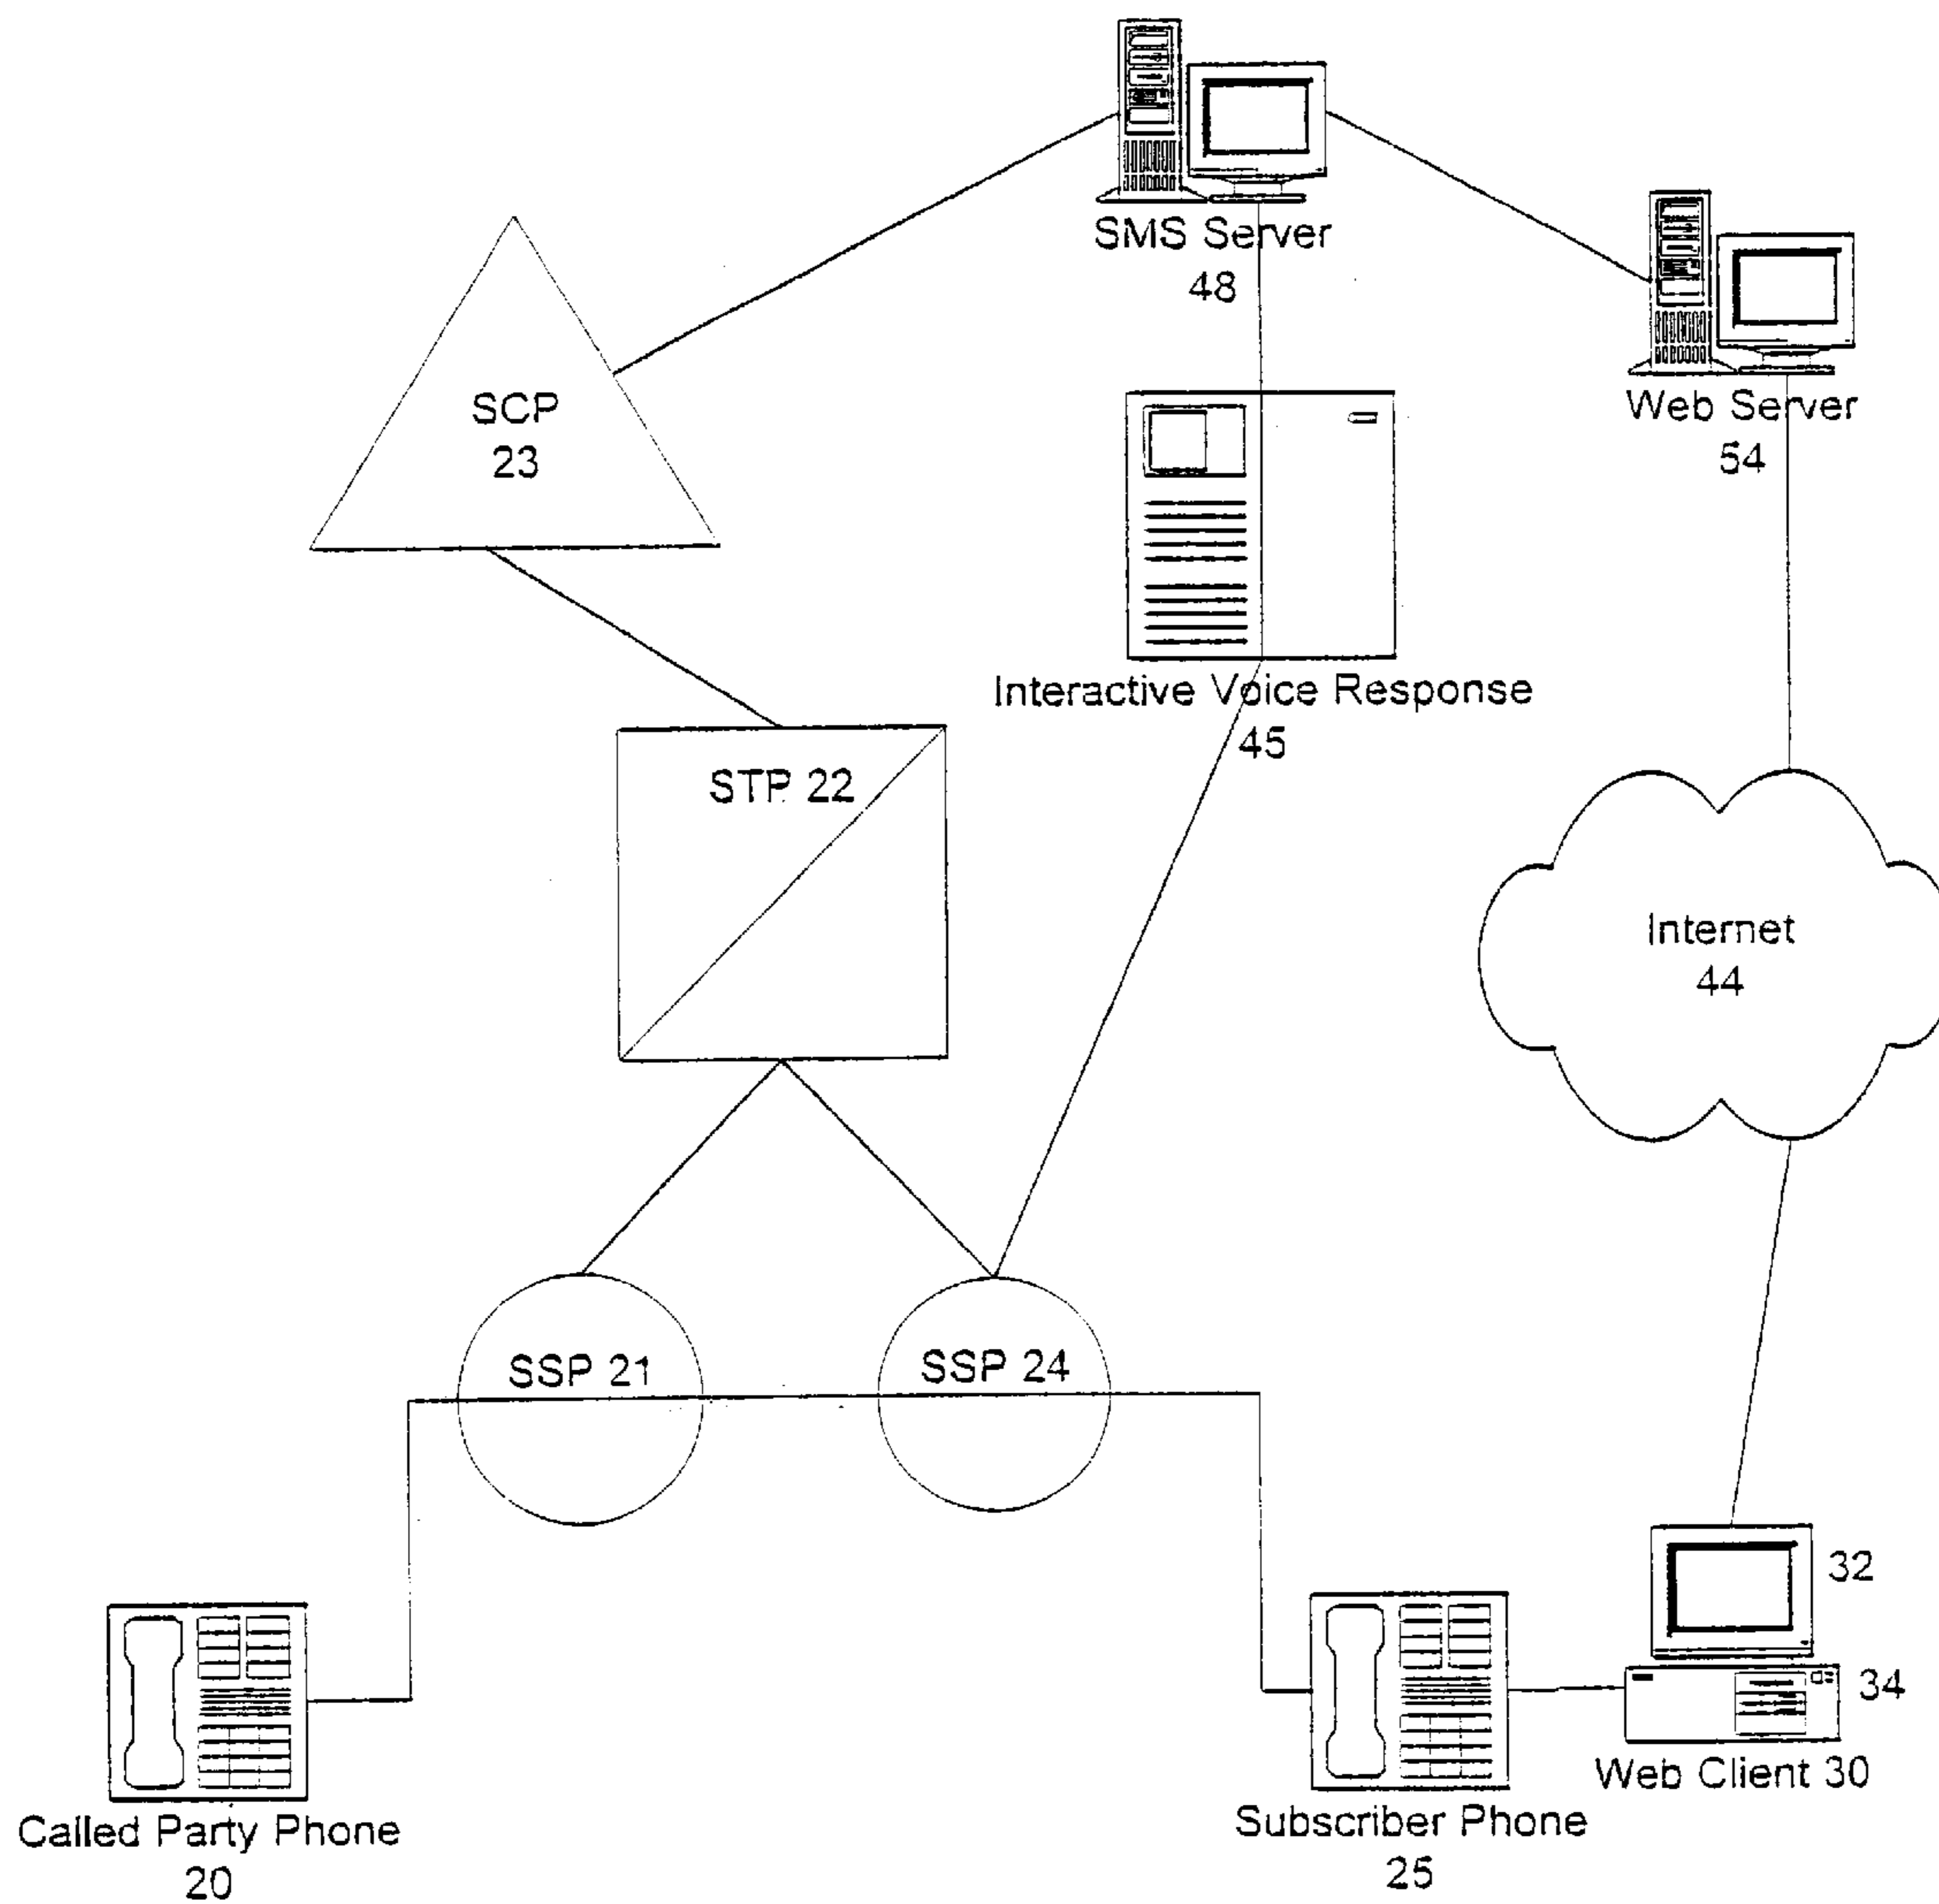 SMS Server
48
Web Server
54
SCP
23
Interactive Voice Response
45
STP 22
Internet
44
SSP 21
SSP 24
32
34
Web Client 30
Called Party Phone
20
Subscriber Phone
25